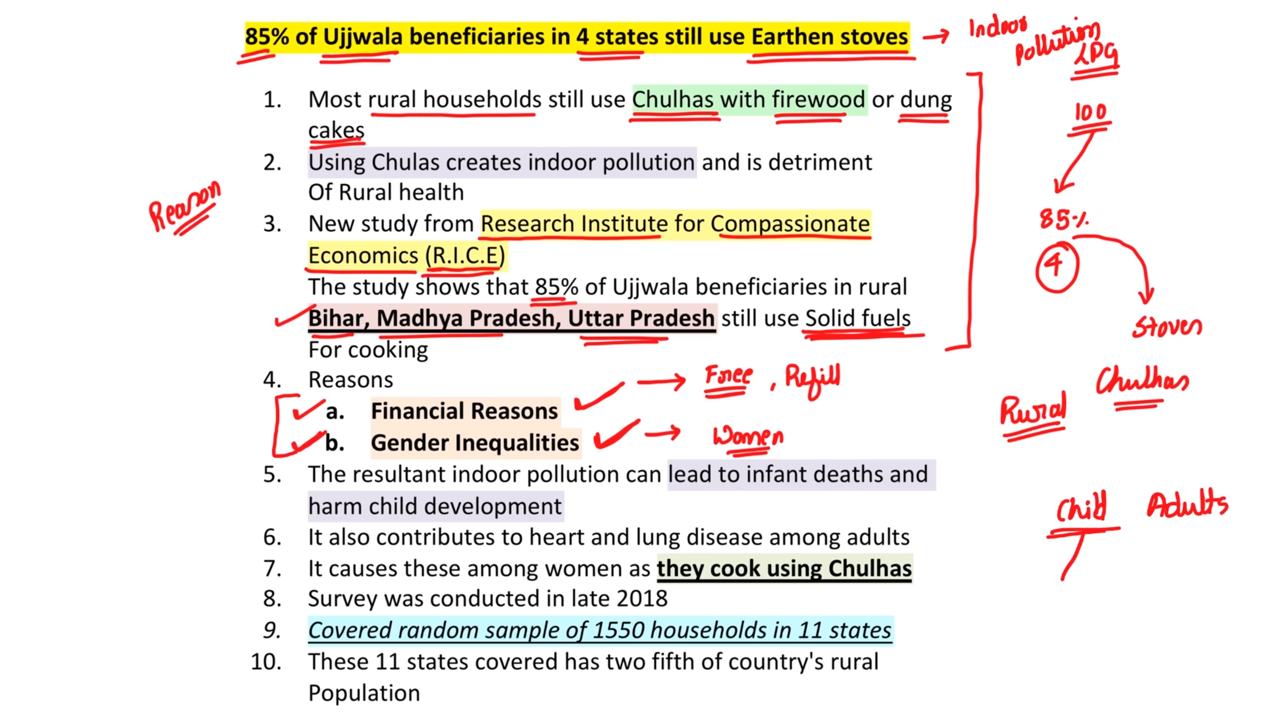 85% of Ujjwala beneficiaries in 4 states still use Earthen stoves → Indoor
Pollution
LPG
1. Most rural households still use Chulhas with firewood or dung
cakes
100
2. Using Chulas creates indoor pollution and is detriment
Of Rural health
Reason
3. New study from Research Institute for Compassionate
Economics (R.I.C.E)
85%
4
The study shows that 85% of Ujjwala beneficiaries in rural
Bihar, Madhya Pradesh, Uttar Pradesh still use Solid fuels
For cooking
Stoves
4. Reasons → Free, Refill
Chulhas
a. Financial Reasons
Rural
b. Gender Inequalities → Women
5. The resultant indoor pollution can lead to infant deaths and
harm child development
Child Adults
6. It also contributes to heart and lung disease among adults
7. It causes these among women as they cook using Chulhas
8. Survey was conducted in late 2018
9. Covered random sample of 1550 households in 11 states
10. These 11 states covered has two fifth of country's rural
Population